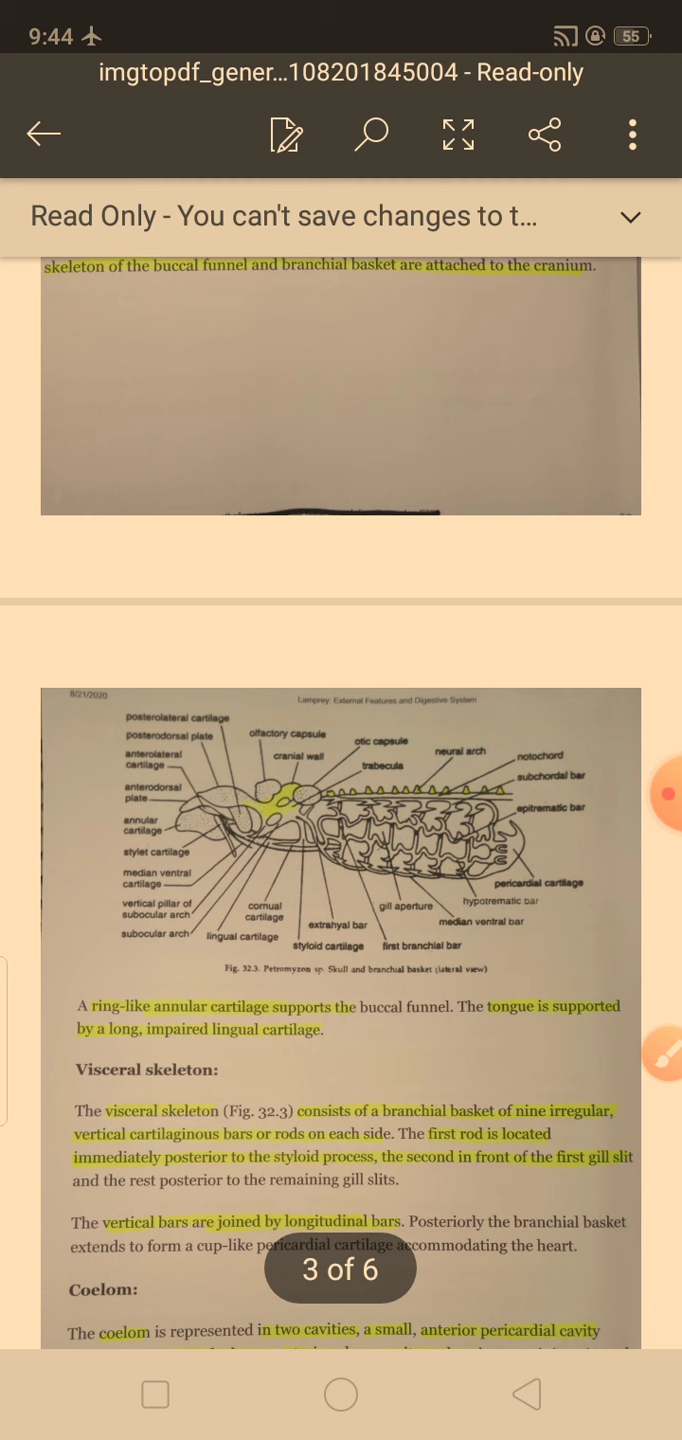 9:44
55
imgtopdf_gener...108201845004 - Read-only
Read Only - You can't save changes to t...
skeleton of the buccal funnel and branchial basket are attached to the cranium.
8/21/2020
Lamprey: External Features and Digestive System
posterolateral cartilage
posterodorsal plate
olfactory capsule
otic capsule
anterolateral
cartilage
cranial wall
neural arch
notochord
trabecula
subchordal bar
anterodorsal
plate
epitrematic bar
annular
cartilage
stylet cartilage
median ventral
cartilage
pericardial cartilage
vertical pillar of
subocular arch
cornual
cartilage
gill aperture
hypotrematic bar
extrahyal bar
median ventral bar
subocular arch
lingual cartilage
styloid cartilage
first branchial bar
Fig. 32.3. Petromyzon sp. Skull and branchial basket (lateral view)
A ring-like annular cartilage supports the buccal funnel. The tongue is supported
by a long, impaired lingual cartilage.
Visceral skeleton:
The visceral skeleton (Fig. 32.3) consists of a branchial basket of nine irregular,
vertical cartilaginous bars or rods on each side. The first rod is located
immediately posterior to the styloid process, the second in front of the first gill slit
and the rest posterior to the remaining gill slits.
The vertical bars are joined by longitudinal bars. Posteriorly the branchial basket
extends to form a cup-like pericardial cartilage accommodating the heart.
3 of 6
Coelom:
The coelom is represented in two cavities, a small, anterior pericardial cavity